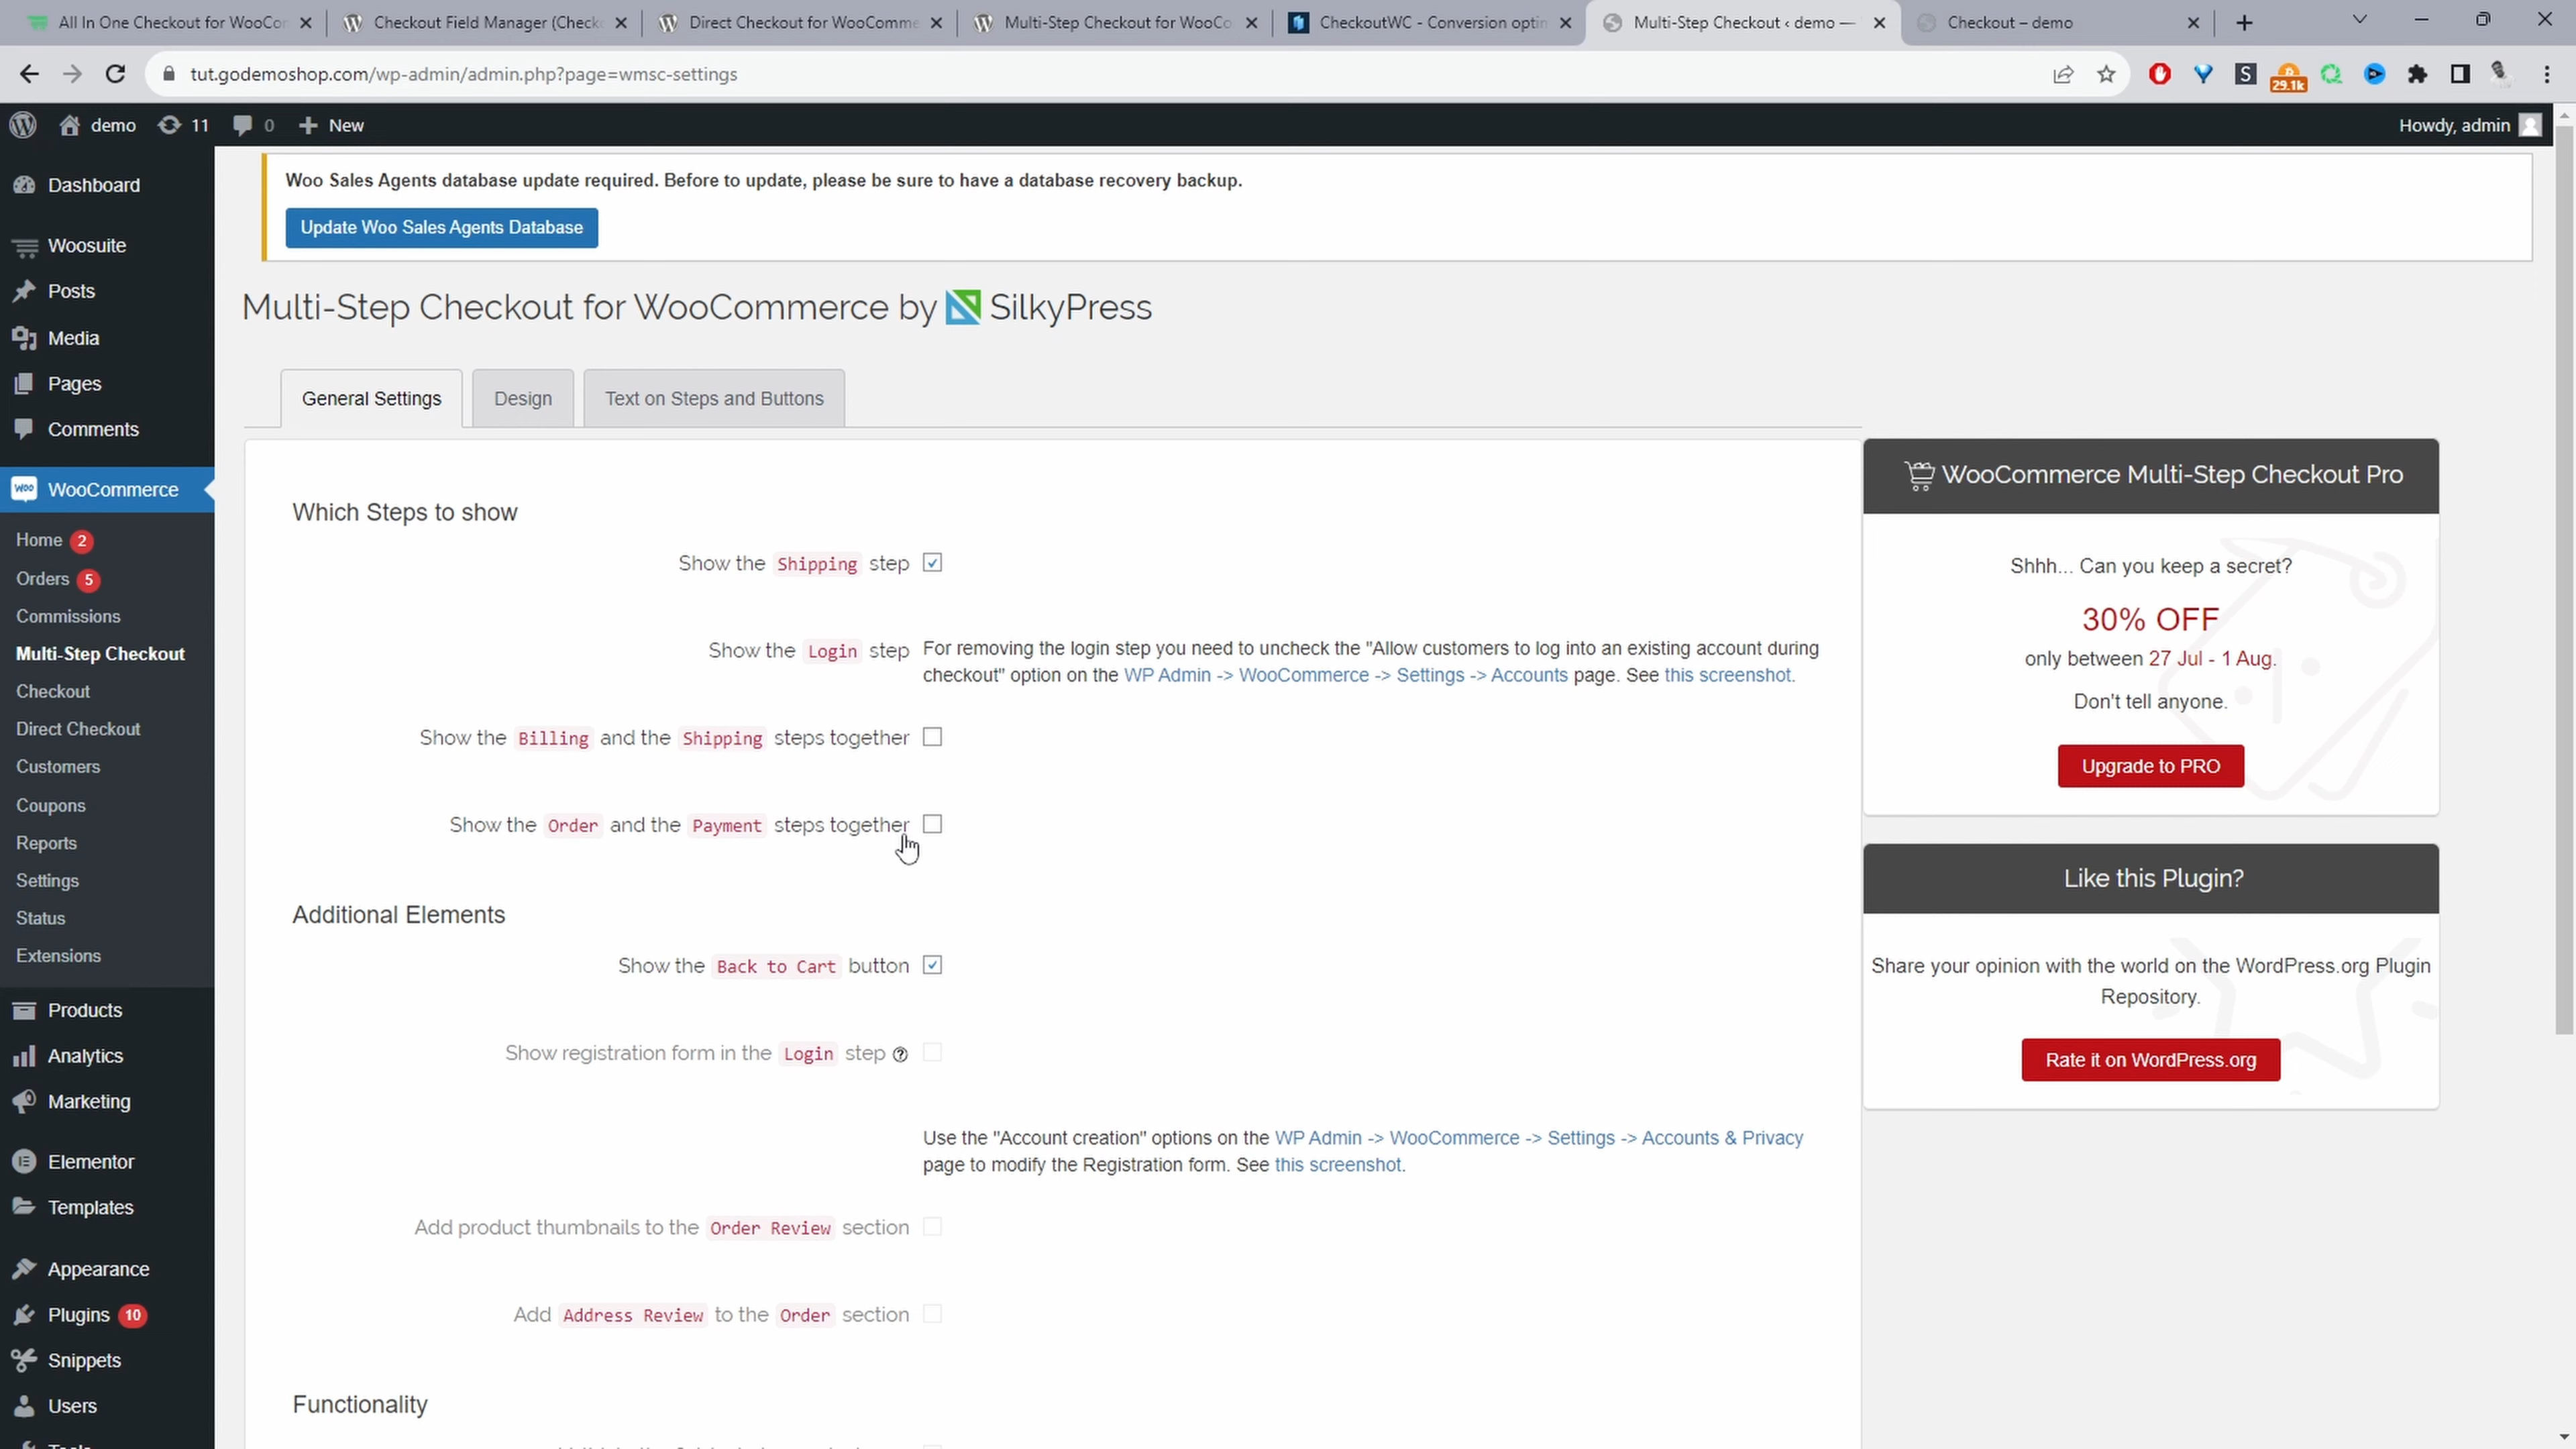 All In One Checkout for WooCor
Checkout Field Manager (Check
Direct Checkout for WooComme
Multi-Step Checkout for WooCo
CheckoutWC - Conversion optin
Multi-Step Checkout ‹ demo —
Checkout – demo
tut.godemoshop.com/wp-admin/admin.php?page=wmsc-settings
29.1k
demo
11
0
New
Howdy, admin
Dashboard
Woosuite
Posts
Media
Pages
Comments
WooCommerce
Home 2
Orders 5
Commissions
Multi-Step Checkout
Checkout
Direct Checkout
Customers
Coupons
Reports
Settings
Status
Extensions
Products
Analytics
Marketing
Elementor
Templates
Appearance
Plugins 10
Snippets
Users
Woo Sales Agents database update required. Before to update, please be sure to have a database recovery backup.
Update Woo Sales Agents Database
Multi-Step Checkout for WooCommerce by SilkyPress
General Settings
Design
Text on Steps and Buttons
Which Steps to show
Show the Shipping step
Show the Login step
For removing the login step you need to uncheck the "Allow customers to log into an existing account during
checkout" option on the WP Admin -> WooCommerce -> Settings -> Accounts page. See this screenshot.
Show the Billing and the Shipping steps together
Show the Order and the Payment steps together
Additional Elements
Show the Back to Cart button
Show registration form in the Login step ?
Use the "Account creation" options on the WP Admin -> WooCommerce -> Settings -> Accounts & Privacy
page to modify the Registration form. See this screenshot.
Add product thumbnails to the Order Review section
Add Address Review to the Order section
Functionality
WooCommerce Multi-Step Checkout Pro
Shhh... Can you keep a secret?
30% OFF
only between 27 Jul - 1 Aug.
Don't tell anyone.
Upgrade to PRO
Like this Plugin?
Share your opinion with the world on the WordPress.org Plugin
Repository.
Rate it on WordPress.org